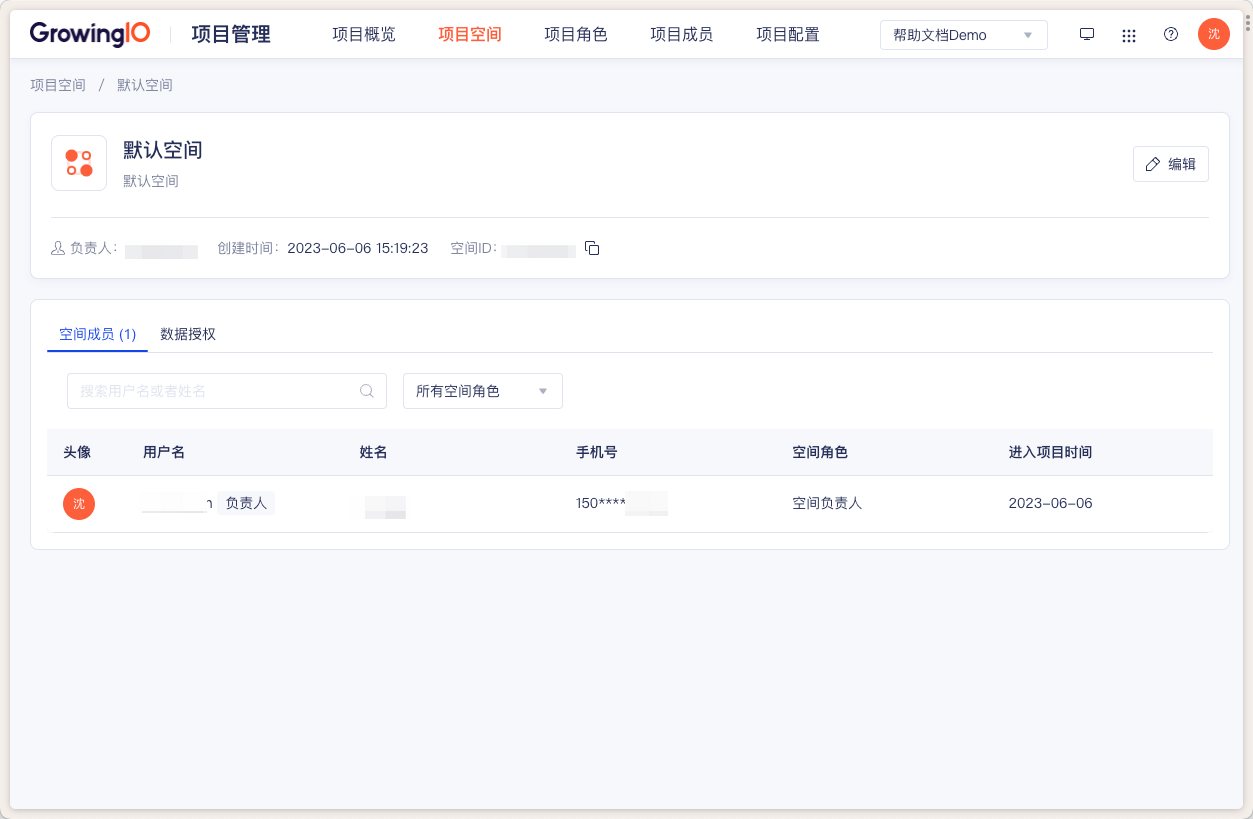 GrowingIO 项目管理 项目概览 项目空间 项目角色 项目成员 项目配置 帮助文档Demo 沈
项目空间 / 默认空间
默认空间
默认空间
编辑
负责人： 创建时间： 2023-06-06 15:19:23 空间ID：
空间成员 (1) 数据授权
搜索用户名或者姓名 所有空间角色
头像 用户名 姓名 手机号 空间角色 进入项目时间
沈 负责人 150**** 空间负责人 2023-06-06